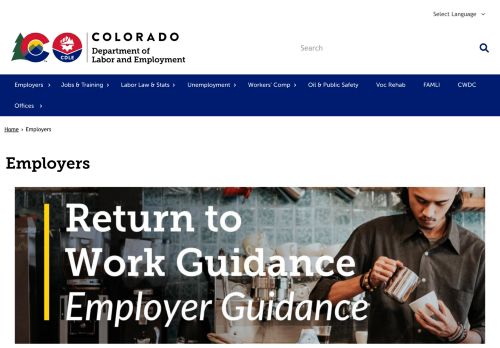 Select Language
COLORADO
Department of
Labor and Employment
CDLE
Search
Employers
Jobs & Training
Labor Law & Stats
Unemployment
Workers' Comp
Oil & Public Safety
Voc Rehab
FAMLI
CWDC
Offices
Home › Employers
Employers
Return to
Work Guidance
Employer Guidance